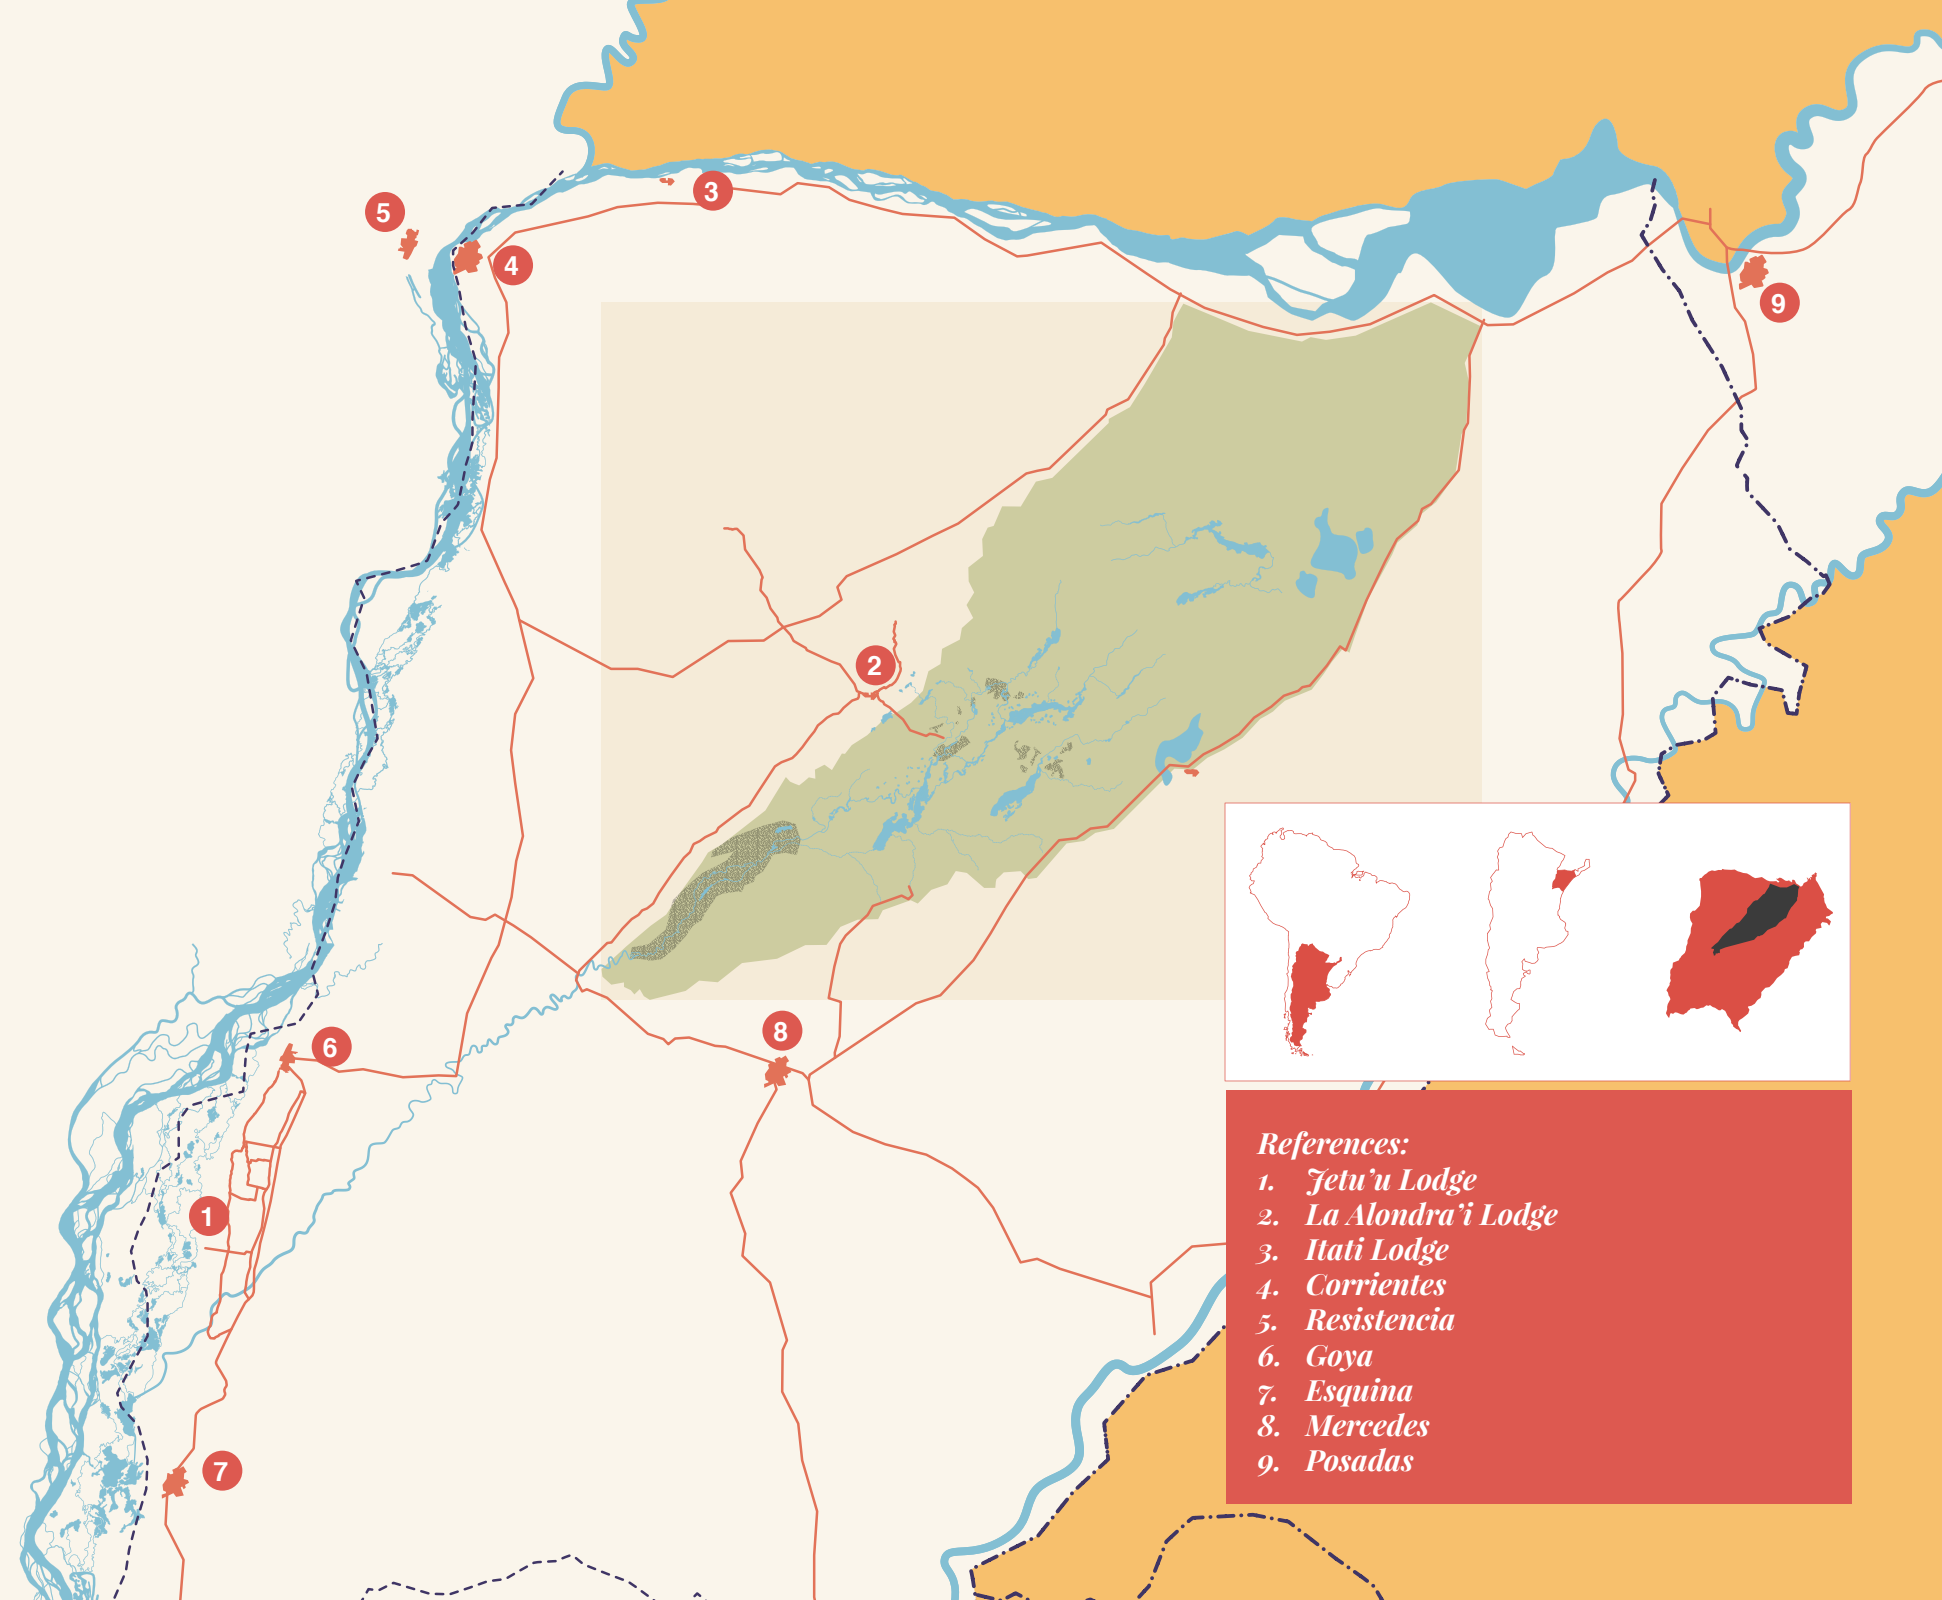 3
5
4
9
2
8
6
1
7
References:
1. Jetu’u Lodge
2. La Alondra’i Lodge
3. Itati Lodge
4. Corrientes
5. Resistencia
6. Goya
7. Esquina
8. Mercedes
9. Posadas